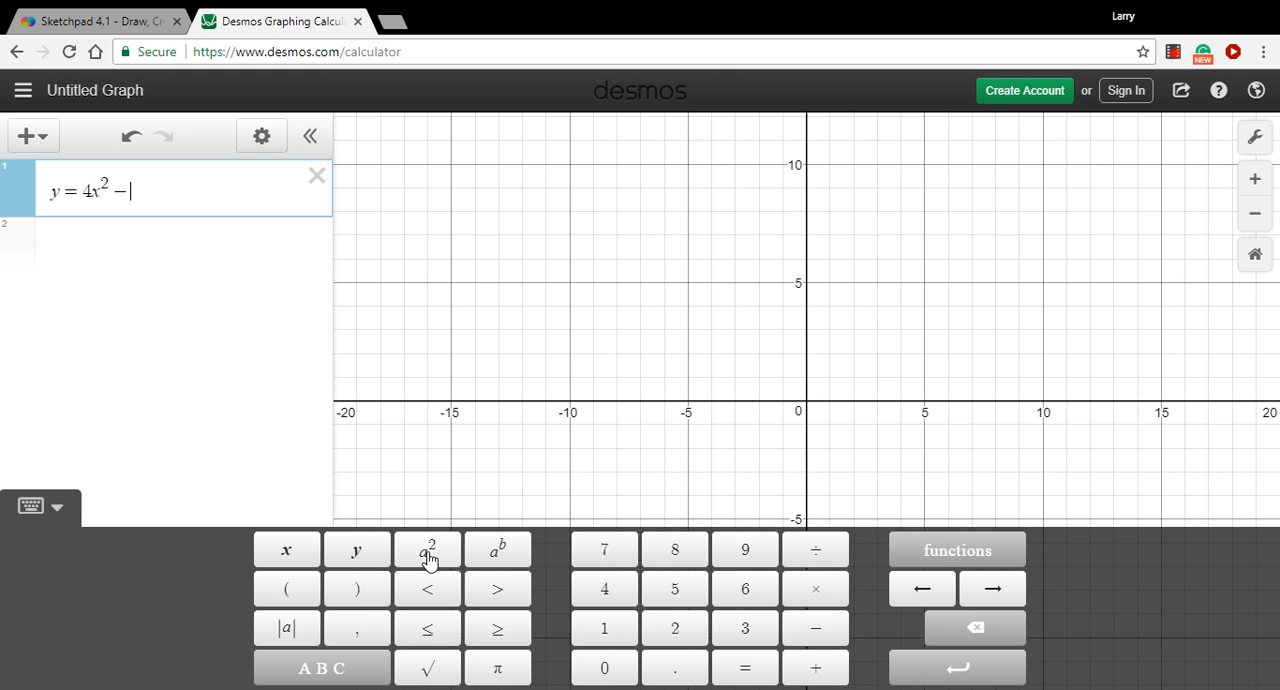 Larry
Sketchpad 4.1 - Draw, Cr
Desmos Graphing Calcul
Secure
https://www.desmos.com/calculator
NEW
Untitled Graph
desmos
Create Account or Sign In
1
y = 4x² −
2
10
5
-20 -15 -10 -5 0 5 10 15 20
-5
x y a² aᵇ 7 8 9 ÷ functions
( ) < > 4 5 6 × ← →
|a| , ≤ ≥ 1 2 3 −
A B C √ π 0 . = +